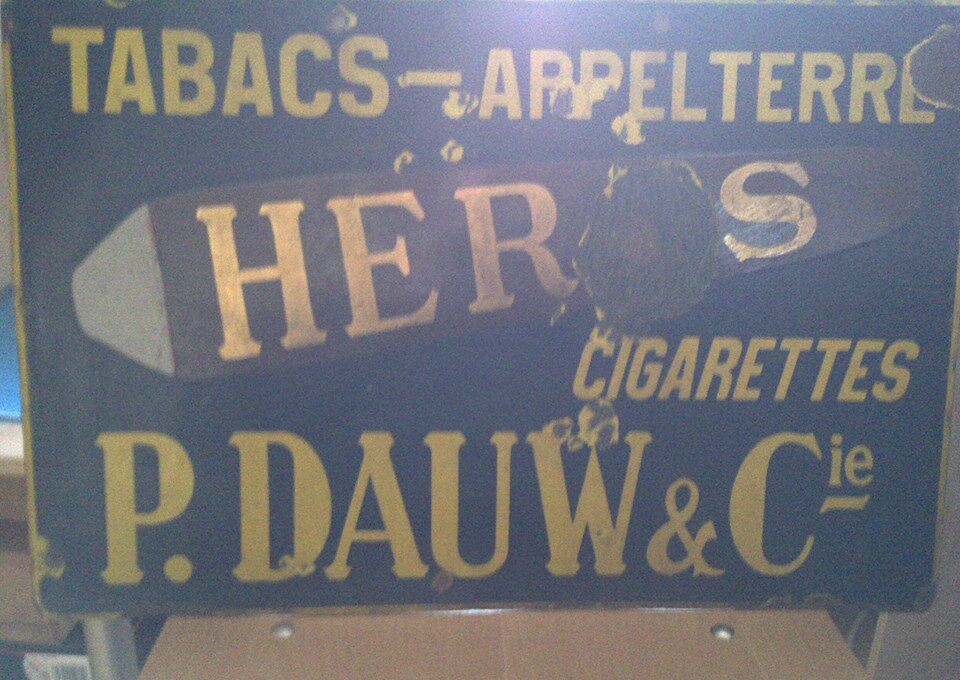 TABACS-APPELTERRE
HEROS
CIGARETTES
P. DAUW & Cie